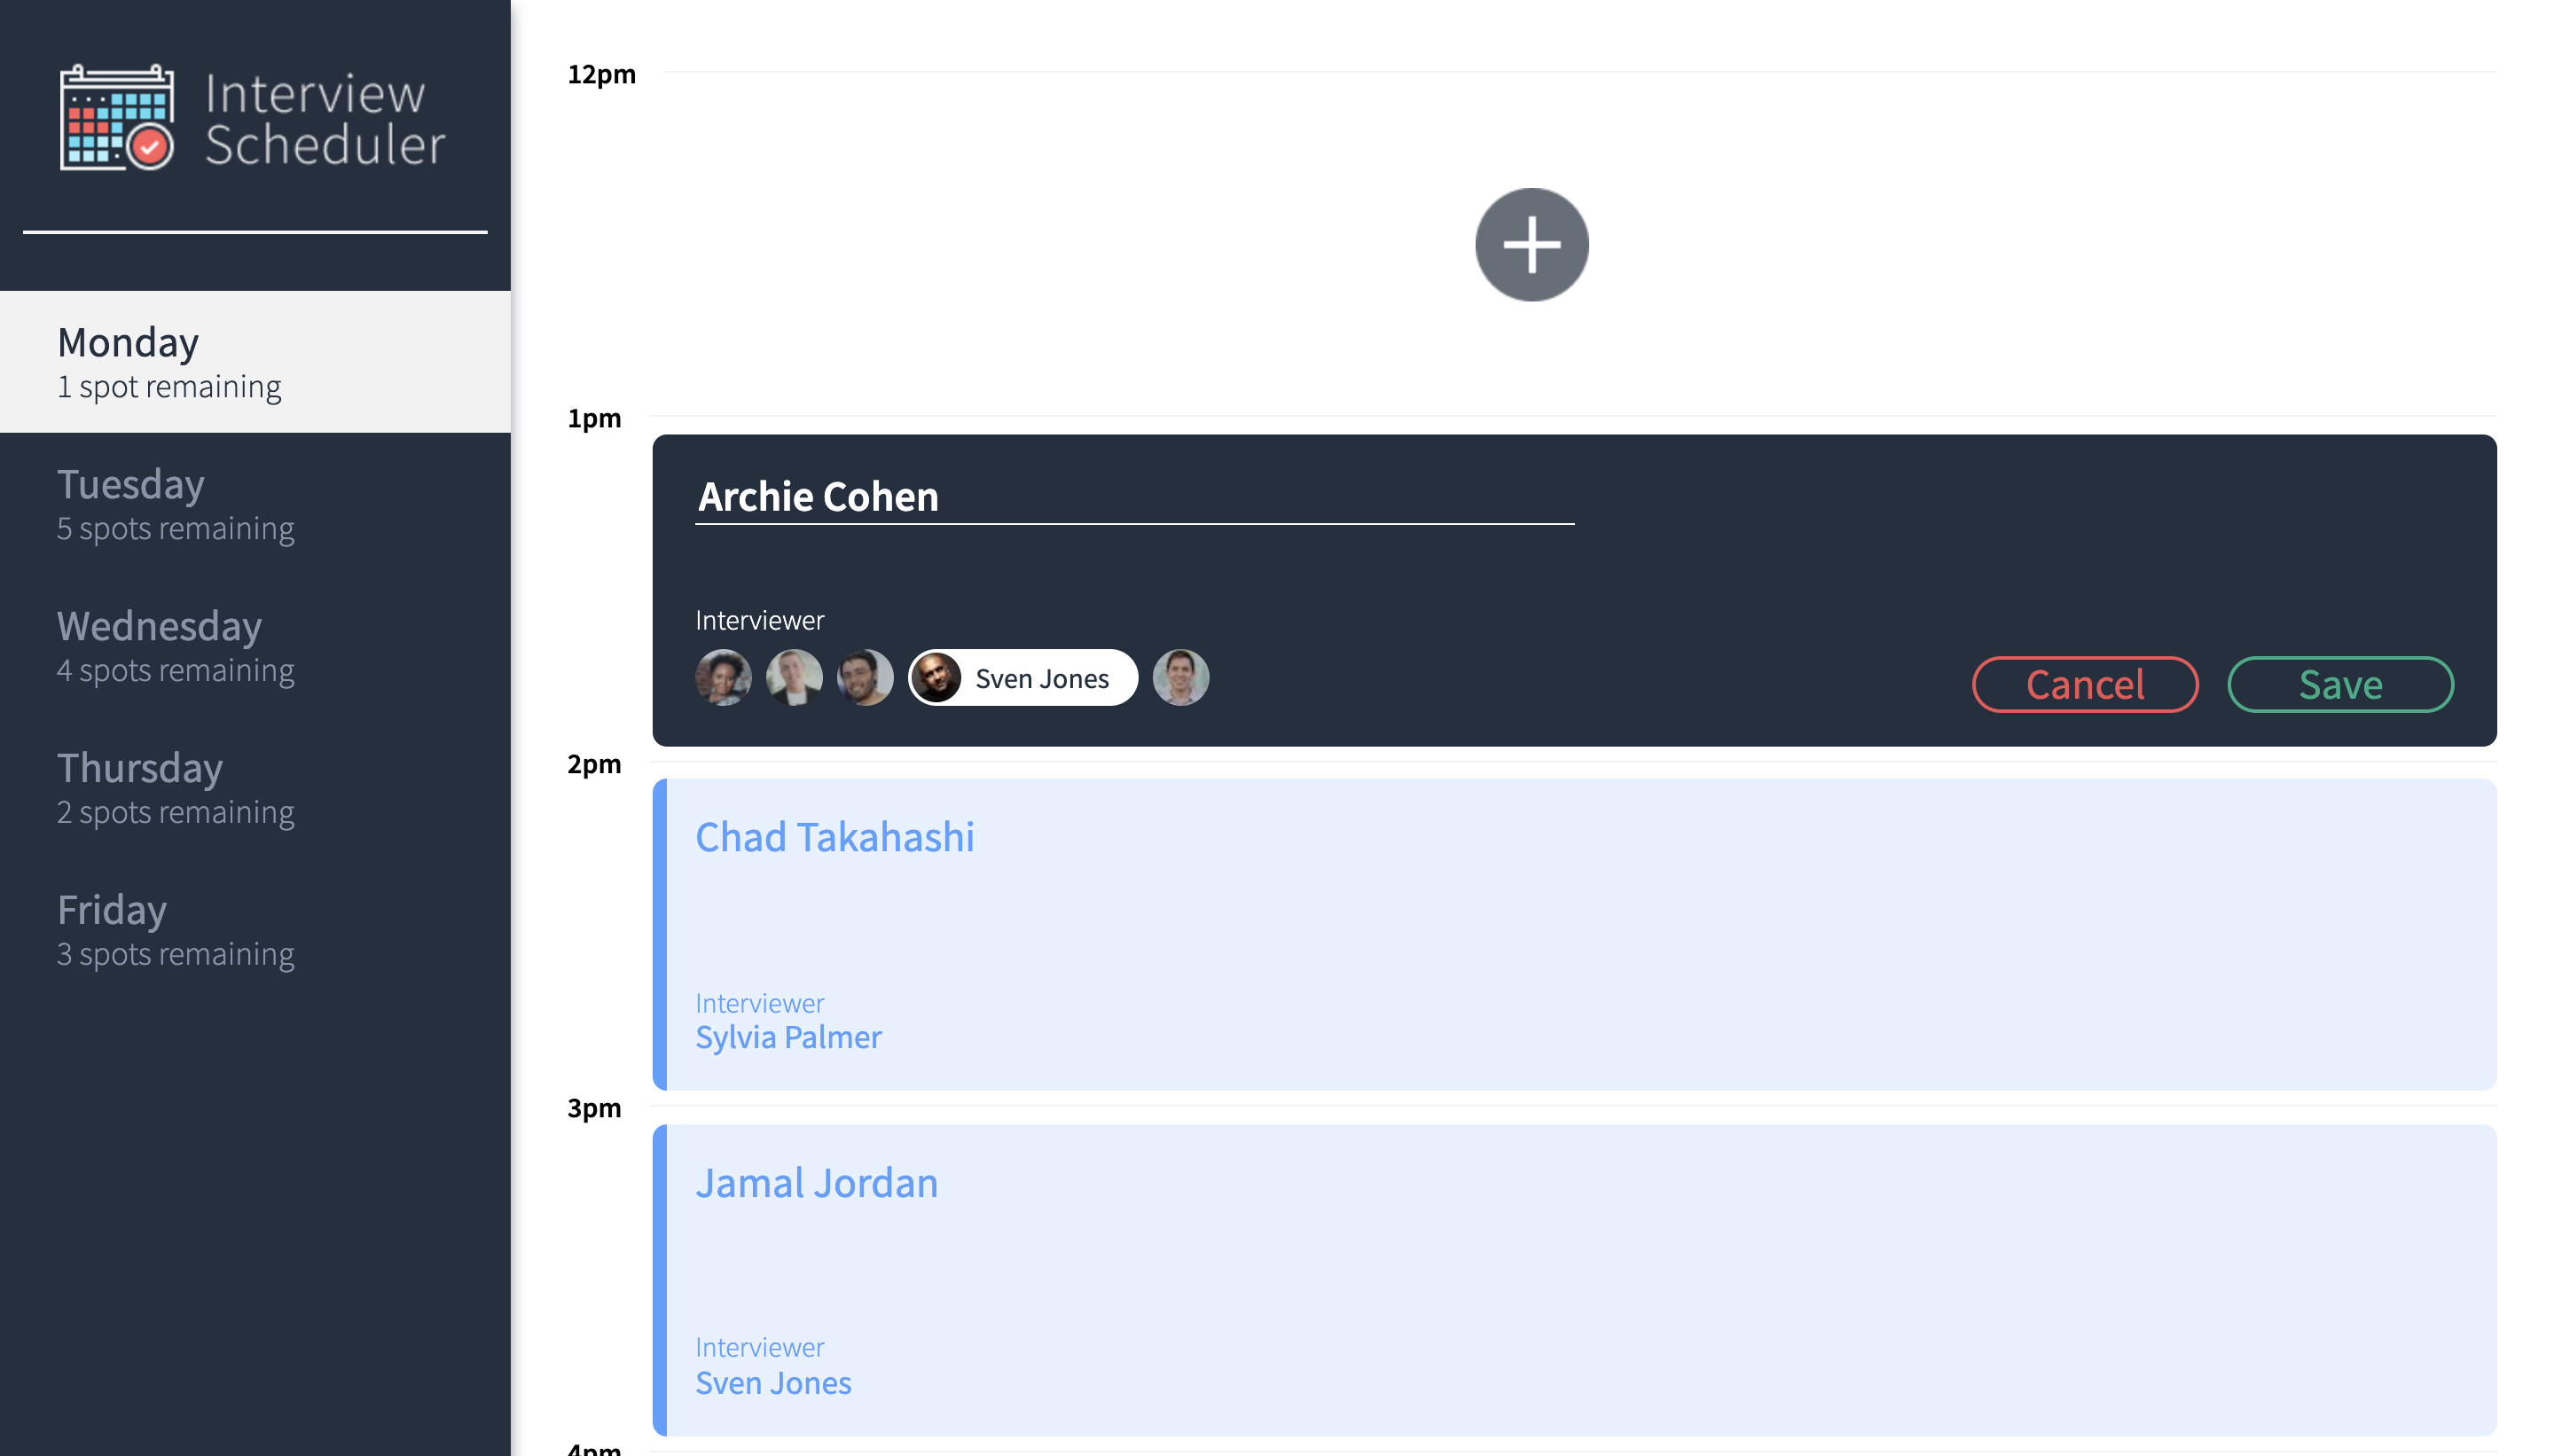 Interview
Scheduler
Monday
1 spot remaining
Tuesday
5 spots remaining
Wednesday
4 spots remaining
Thursday
2 spots remaining
Friday
3 spots remaining
12pm
1pm
Archie Cohen
Interviewer
Sven Jones
Cancel Save
2pm
Chad Takahashi
Interviewer
Sylvia Palmer
3pm
Jamal Jordan
Interviewer
Sven Jones
4pm